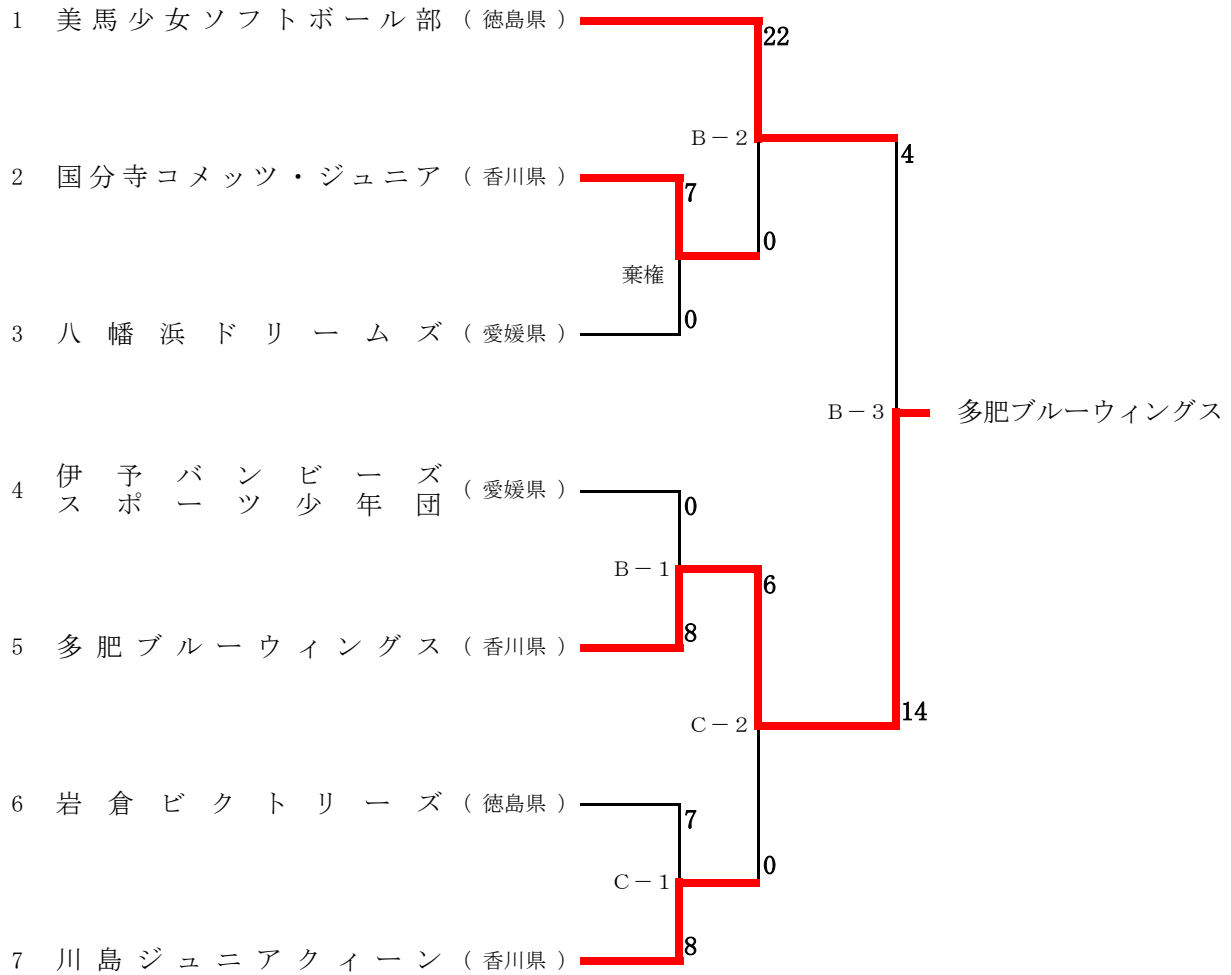 1 美馬少女ソフトボール部 ( 徳島県 )
22
B-2
4
2 国分寺コメッツ・ジュニア ( 香川県 )
7
0
棄権
0
3 八幡浜ドリームズ ( 愛媛県 )
B-3 多肥ブルーウィングス
4 伊予バンビーズ
スポーツ少年団 ( 愛媛県 )
0
B-1
6
8
5 多肥ブルーウィングス ( 香川県 )
14
C-2
6 岩倉ビクトリーズ ( 徳島県 )
7
0
C-1
8
7 川島ジュニアクィーン ( 香川県 )